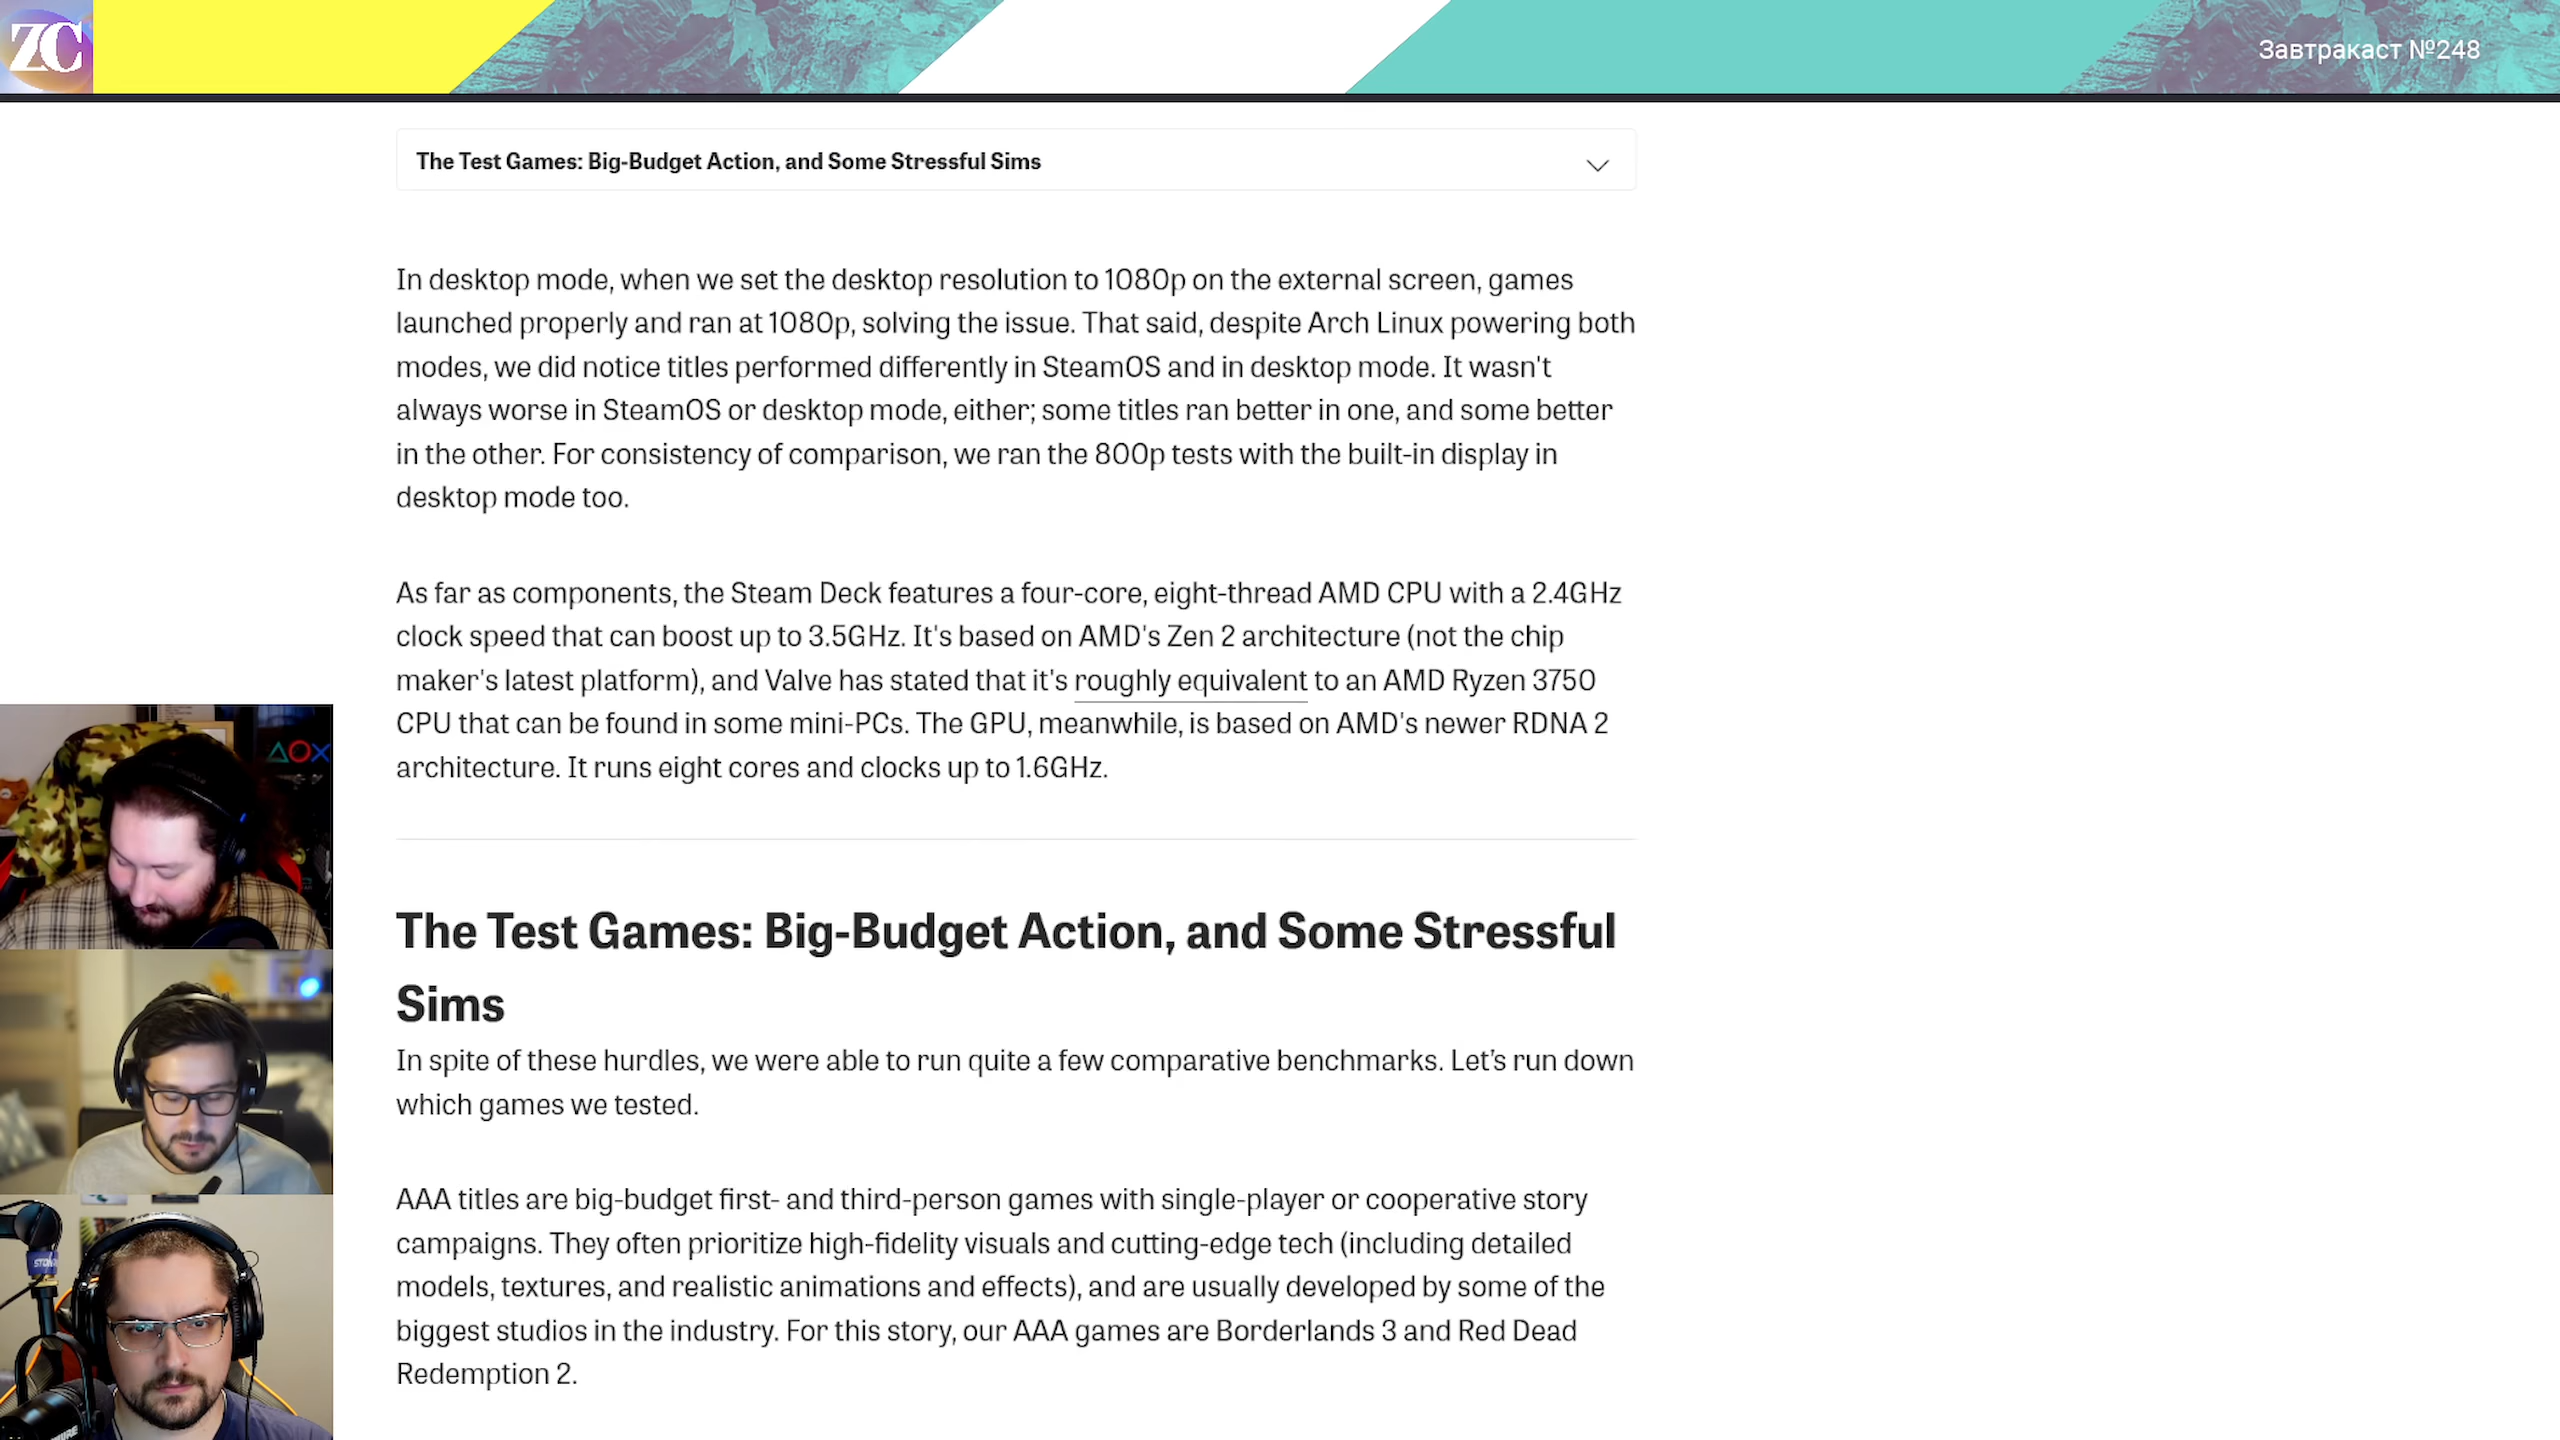 ZC
Завтракаст №248
The Test Games: Big-Budget Action, and Some Stressful Sims
In desktop mode, when we set the desktop resolution to 1080p on the external screen, games
launched properly and ran at 1080p, solving the issue. That said, despite Arch Linux powering both
modes, we did notice titles performed differently in SteamOS and in desktop mode. It wasn't
always worse in SteamOS or desktop mode, either; some titles ran better in one, and some better
in the other. For consistency of comparison, we ran the 800p tests with the built-in display in
desktop mode too.
As far as components, the Steam Deck features a four-core, eight-thread AMD CPU with a 2.4GHz
clock speed that can boost up to 3.5GHz. It's based on AMD's Zen 2 architecture (not the chip
maker's latest platform), and Valve has stated that it's roughly equivalent to an AMD Ryzen 3750
CPU that can be found in some mini-PCs. The GPU, meanwhile, is based on AMD's newer RDNA 2
architecture. It runs eight cores and clocks up to 1.6GHz.
The Test Games: Big-Budget Action, and Some Stressful
Sims
In spite of these hurdles, we were able to run quite a few comparative benchmarks. Let’s run down
which games we tested.
AAA titles are big-budget first- and third-person games with single-player or cooperative story
campaigns. They often prioritize high-fidelity visuals and cutting-edge tech (including detailed
models, textures, and realistic animations and effects), and are usually developed by some of the
biggest studios in the industry. For this story, our AAA games are Borderlands 3 and Red Dead
Redemption 2.